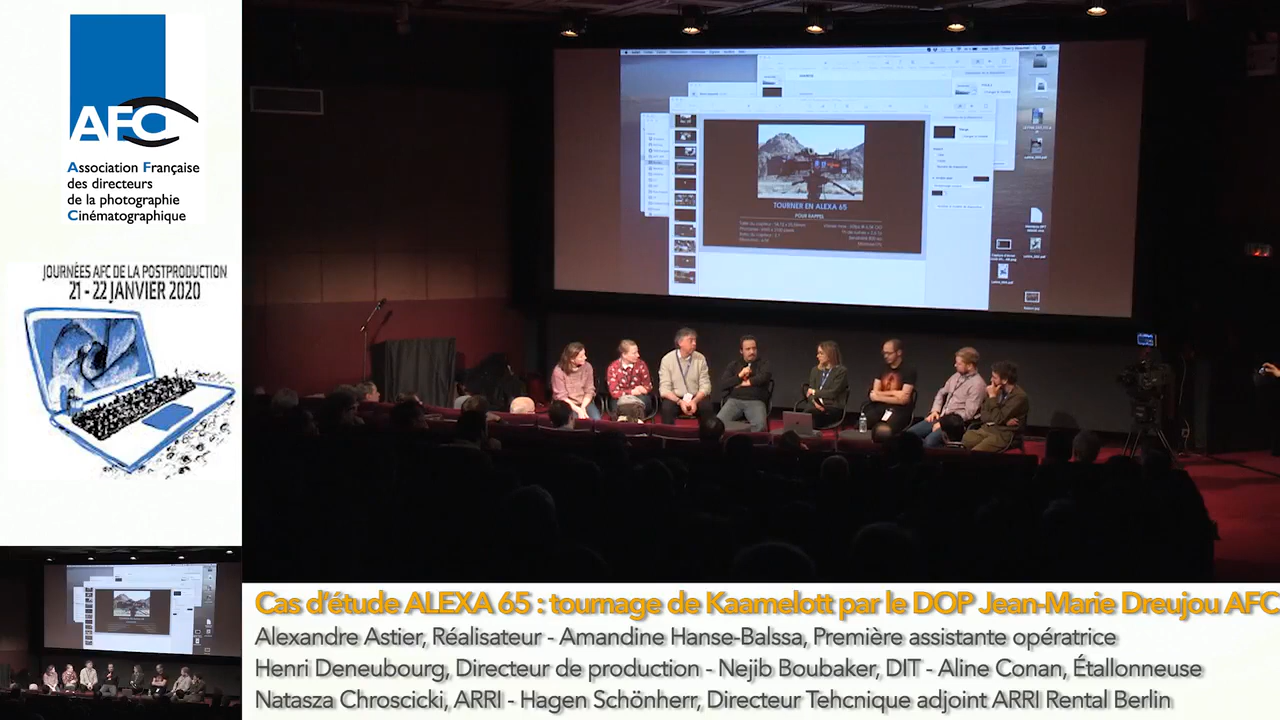 AFC
Association Française
des directeurs
de la photographie
Cinématographique
JOURNÉES AFC DE LA POSTPRODUCTION
21 - 22 JANVIER 2020
TOURNER EN ALEXA 65
POUR RAPPEL
Cas d'étude ALEXA 65 : tournage de Kaamelott par le DOP Jean-Marie Dreujou AFC
Alexandre Astier, Réalisateur - Amandine Hanse-Balssa, Première assistante opératrice
Henri Deneubourg, Directeur de production - Nejib Boubaker, DIT - Aline Conan, Étallonneuse
Natasza Chroscicki, ARRI - Hagen Schönherr, Directeur Tehcnique adjoint ARRI Rental Berlin